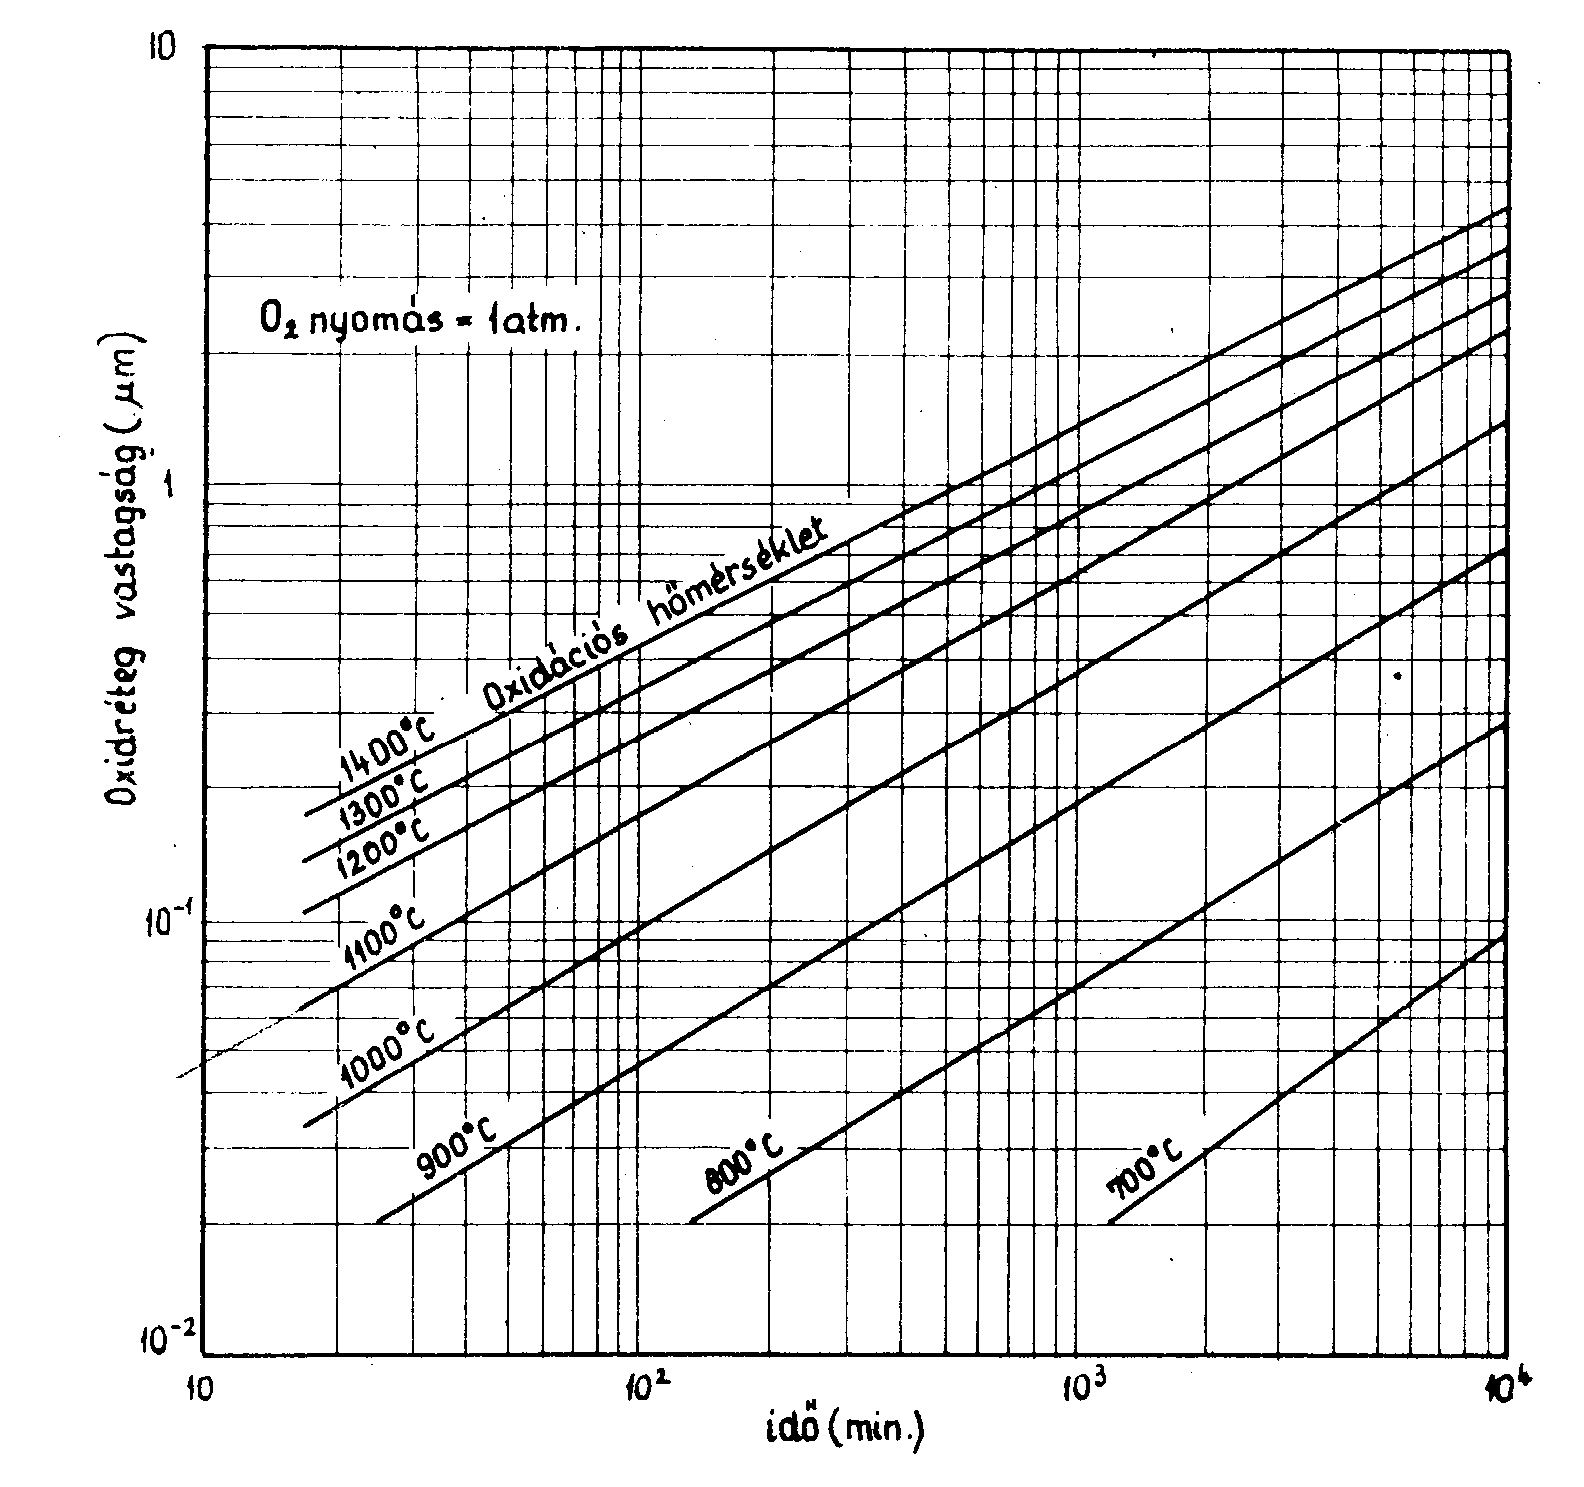 10
O₂ nyomás = 1atm.
Oxidréteg vastagság (μm)
1
Oxidációs hőmérséklet
1400°C
1300°C
1200°C
1100°C
10⁻¹
1000°C
900°C
800°C
700°C
10⁻²
10
10²
10³
10⁴
idő (min.)